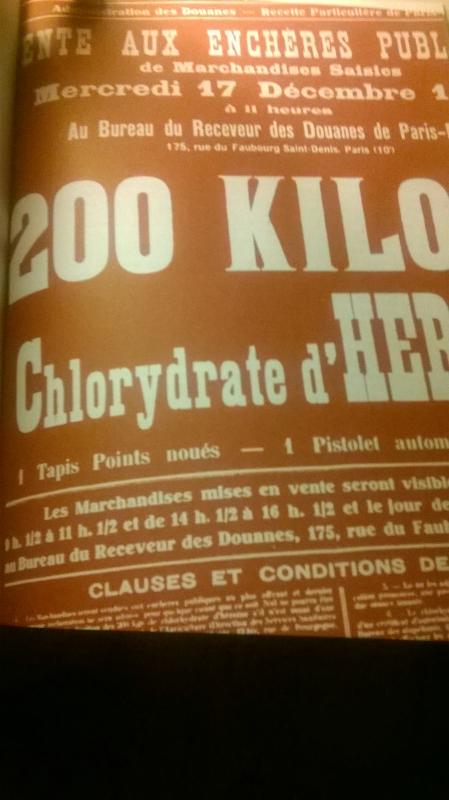 Administration des Douanes — Recette Particulière de Paris
ENTE AUX ENCHÈRES PUBL
de Marchandises Saisies
Mercredi 17 Décembre 1
à 11 heures
Au Bureau du Receveur des Douanes de Paris-
175, rue du Faubourg Saint-Denis, Paris (10e)
200 KILO
Chlorydrate d'HER
1 Tapis Points noués — 1 Pistolet autom
Les Marchandises mises en vente seront visibl
9 h. 1/2 à 11 h. 1/2 et de 14 h. 1/2 à 16 h. 1/2 et le jour de
au Bureau du Receveur des Douanes, 175, rue du Faub
CLAUSES ET CONDITIONS DE